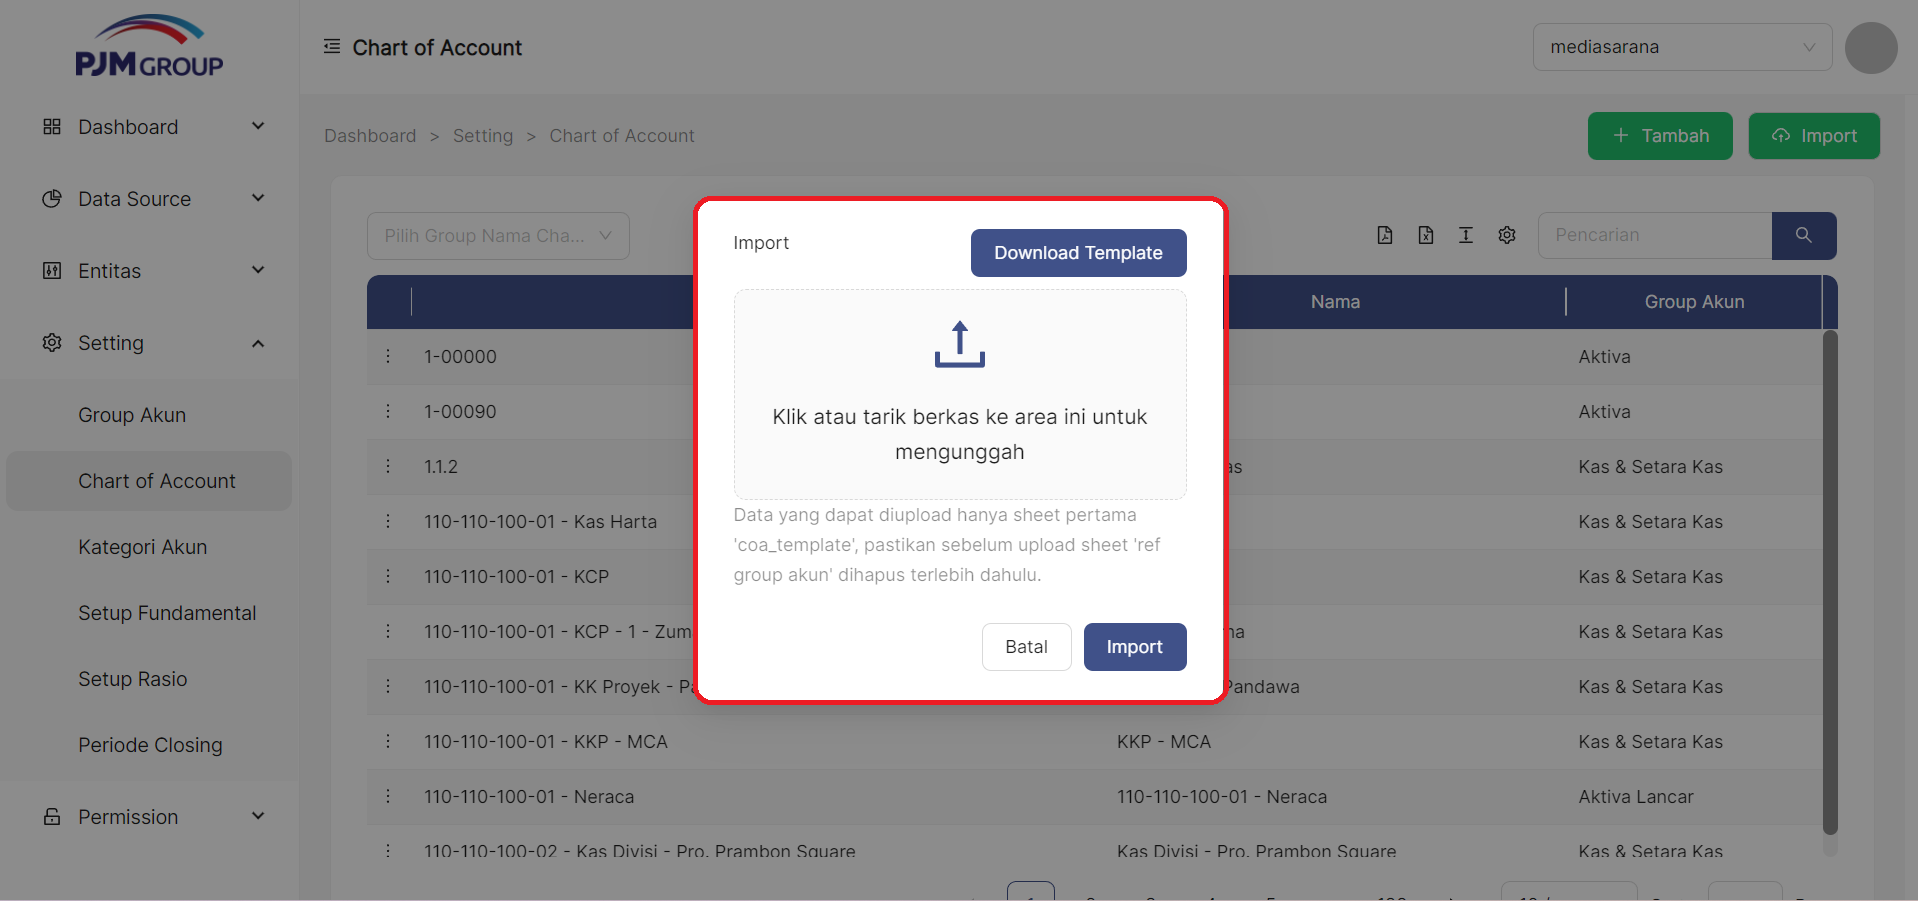 PJM GROUP
Chart of Account
mediasarana
Dashboard
Data Source
Entitas
Setting
Group Akun
Chart of Account
Kategori Akun
Setup Fundamental
Setup Rasio
Periode Closing
Permission
Dashboard > Setting > Chart of Account
+ Tambah
Import
Pilih Group Nama Cha...
Pencarian
Nama Group Akun
1-00000 Aktiva
1-00090 Aktiva
1.1.2 Kas & Setara Kas
110-110-100-01 - Kas Harta Kas & Setara Kas
110-110-100-01 - KCP Kas & Setara Kas
110-110-100-01 - KCP - 1 - Kas & Setara Kas
110-110-100-01 - KK Proyek - Pandawa Kas & Setara Kas
110-110-100-01 - KKP - MCA KKP - MCA Kas & Setara Kas
110-110-100-01 - Neraca 110-110-100-01 - Neraca Aktiva Lancar
110-110-100-02 - Kas Divisi - Pro. Prambon Square Kas Divisi - Pro. Prambon Square Kas & Setara Kas
Import
Download Template
Klik atau tarik berkas ke area ini untuk
mengunggah
Data yang dapat diupload hanya sheet pertama
'coa_template', pastikan sebelum upload sheet 'ref
group akun' dihapus terlebih dahulu.
Batal
Import